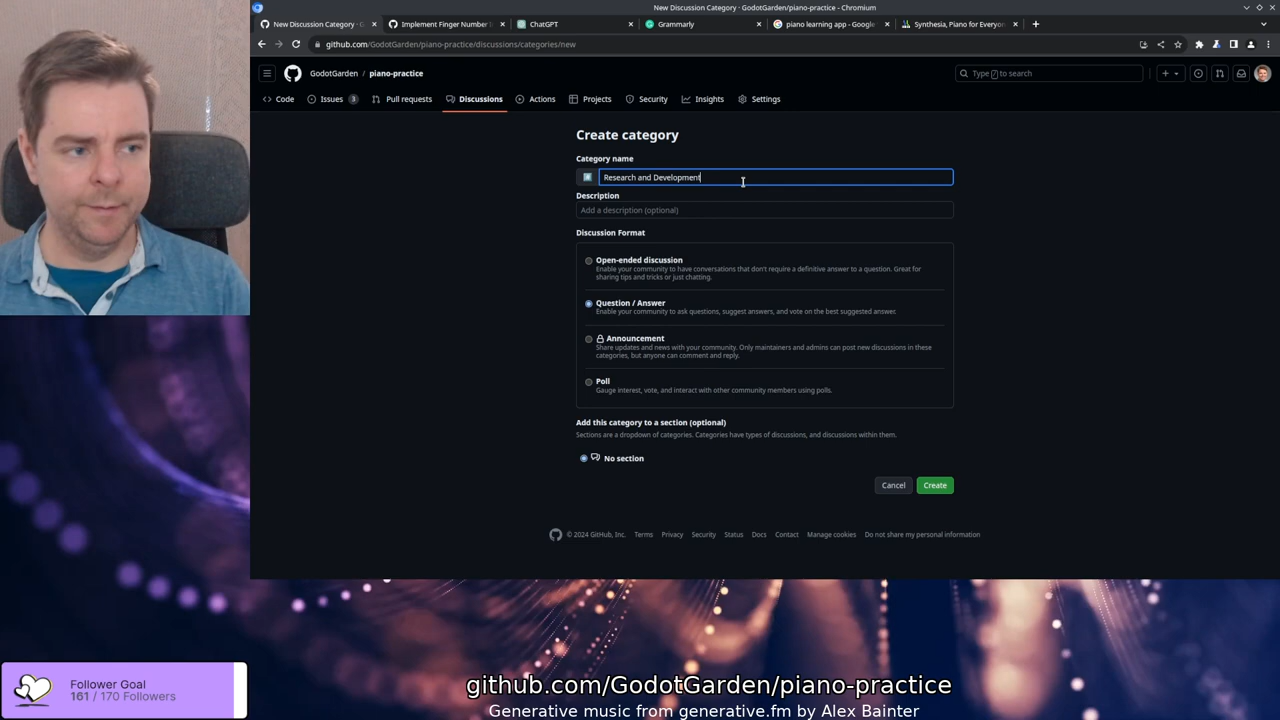 New Discussion Category - GodotGarden/piano-practice - Chromium
New Discussion Category · G
Implement Finger Number I
ChatGPT
Grammarly
piano learning app - Google
Synthesia, Piano for Everyon
github.com/GodotGarden/piano-practice/discussions/categories/new
GodotGarden / piano-practice
Type / to search
Code
Issues 3
Pull requests
Discussions
Actions
Projects
Security
Insights
Settings
Create category
Category name
Research and Development
Description
Add a description (optional)
Discussion Format
Open-ended discussion
Enable your community to have conversations that don't require a definitive answer to a question. Great for
sharing tips and tricks or just chatting.
Question / Answer
Enable your community to ask questions, suggest answers, and vote on the best suggested answer.
Announcement
Share updates and news with your community. Only maintainers and admins can post new discussions in these
categories, but anyone can comment and reply.
Poll
Gauge interest, vote, and interact with other community members using polls.
Add this category to a section (optional)
Sections are a dropdown of categories. Categories have types of discussions, and discussions within them.
No section
Cancel
Create
© 2024 GitHub, Inc.
Terms
Privacy
Security
Status
Docs
Contact
Manage cookies
Do not share my personal information
Follower Goal
161 / 170 Followers
github.com/GodotGarden/piano-practice
Generative music from generative.fm by Alex Bainter